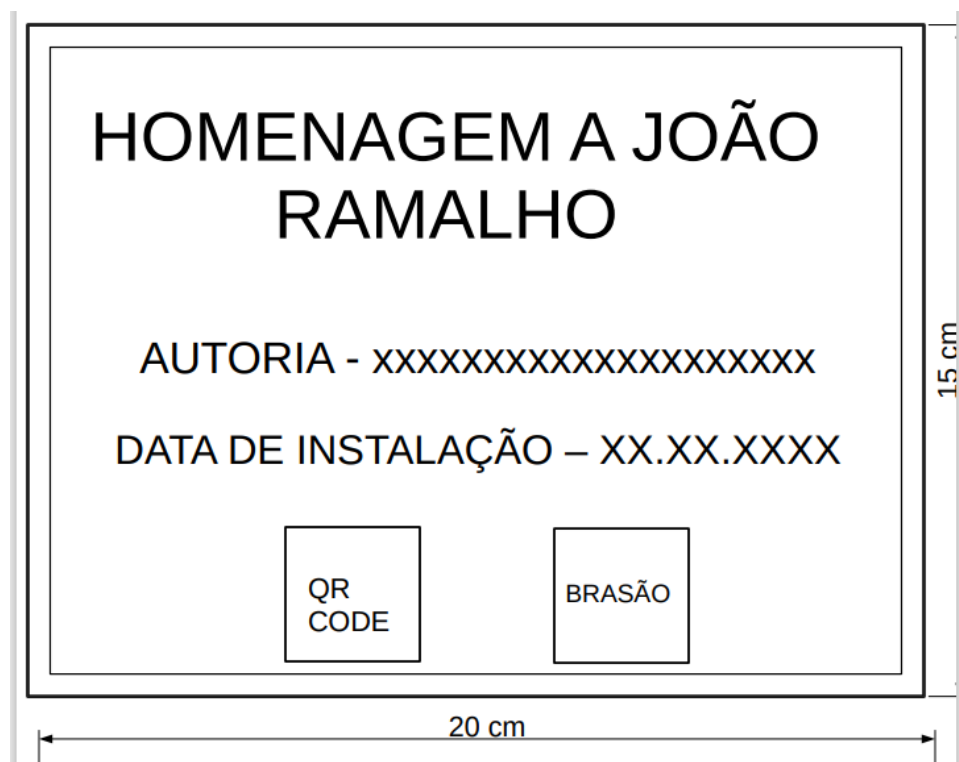 HOMENAGEM A JOÃO
RAMALHO
AUTORIA - xxxxxxxxxxxxxxxxxxxx
DATA DE INSTALAÇÃO – XX.XX.XXXX
QR
CODE
BRASÃO
15 cm
20 cm